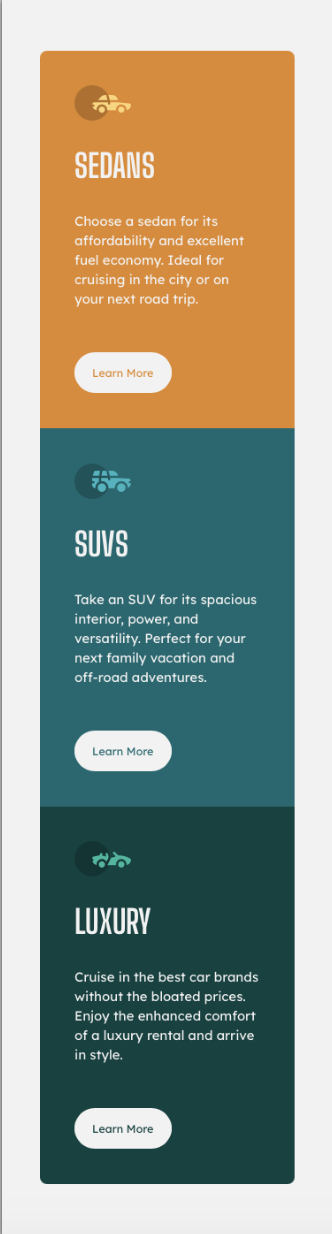 SEDANS
Choose a sedan for its
affordability and excellent
fuel economy. Ideal for
cruising in the city or on
your next road trip.
Learn More
SUVS
Take an SUV for its spacious
interior, power, and
versatility. Perfect for your
next family vacation and
off-road adventures.
Learn More
LUXURY
Cruise in the best car brands
without the bloated prices.
Enjoy the enhanced comfort
of a luxury rental and arrive
in style.
Learn More